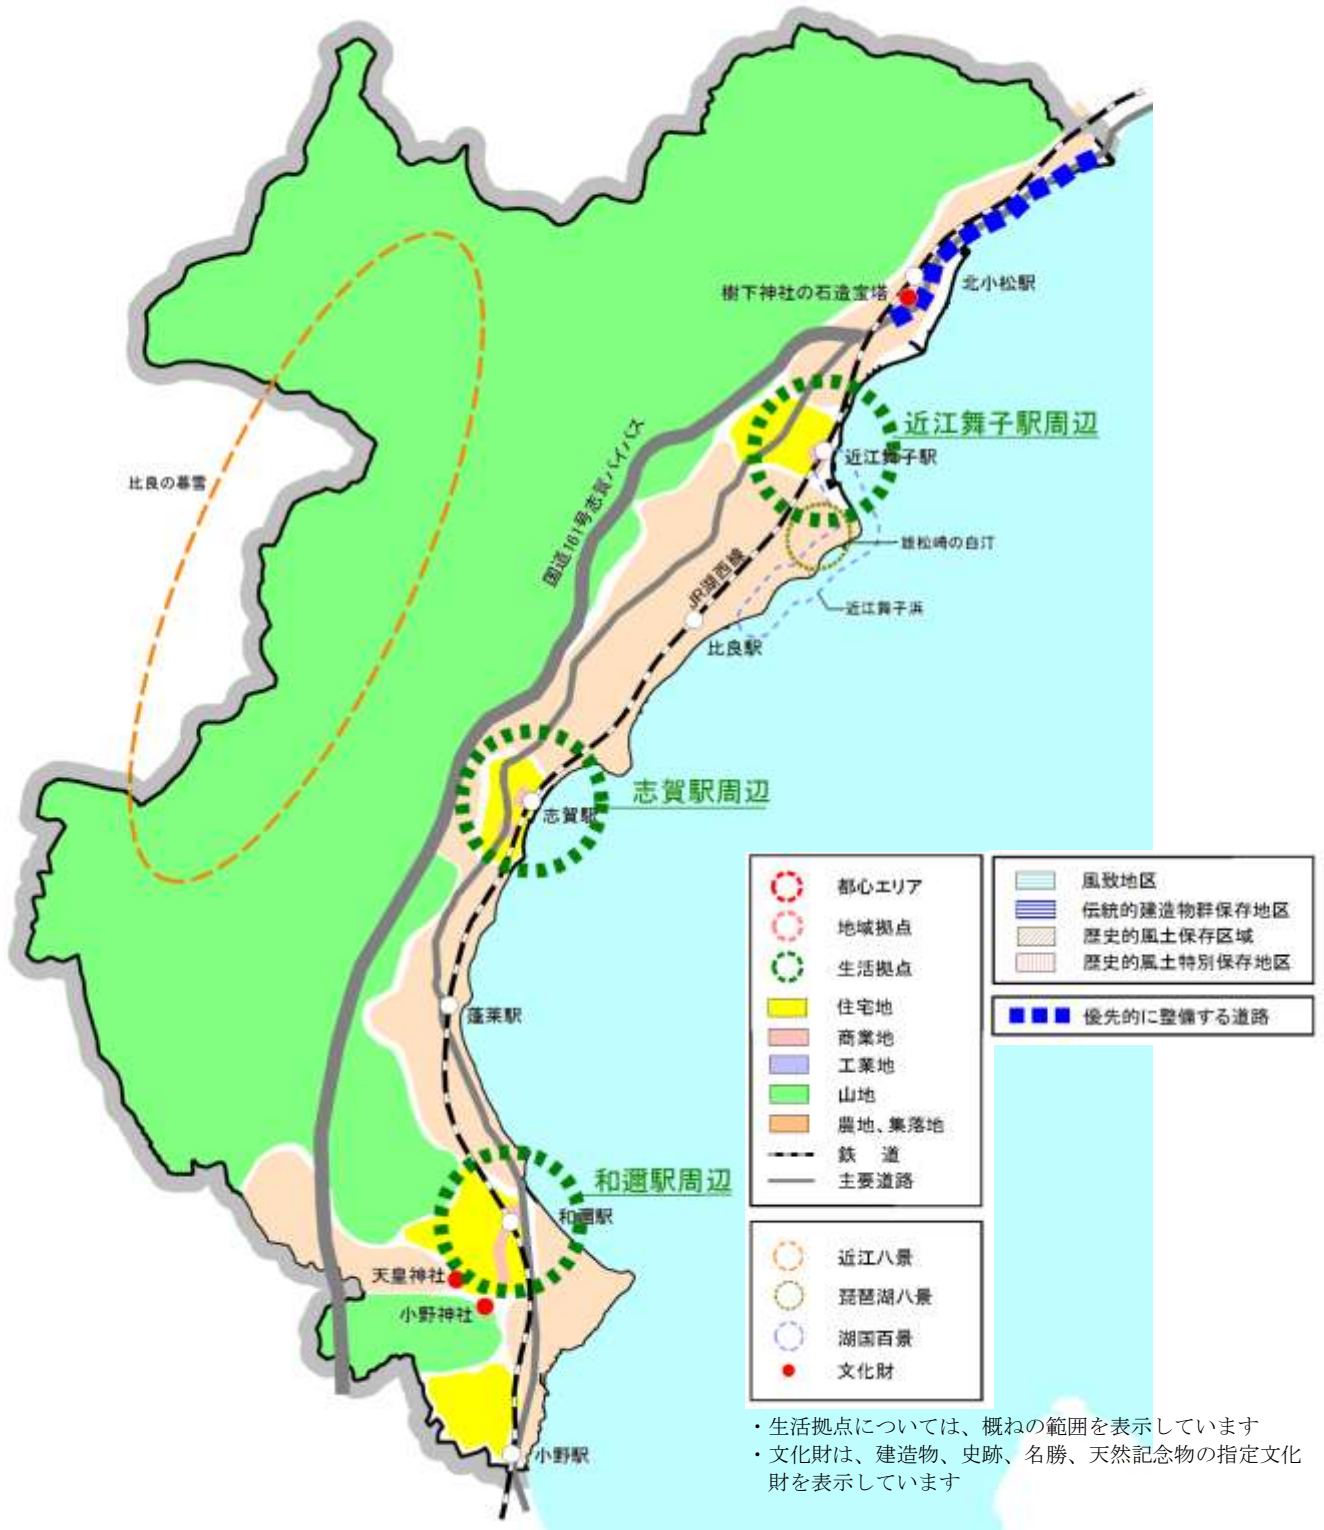 北小松駅
樹下神社の石造宝塔
近江舞子駅周辺
近江舞子駅
国道161号志賀バイパス
比良の暮雪
雄松崎の白汀
JR湖西線
近江舞子浜
比良駅
志賀駅周辺
志賀駅
蓬莱駅
和邇駅周辺
和邇駅
天皇神社
小野神社
小野駅
都心エリア
地域拠点
生活拠点
住宅地
商業地
工業地
山地
農地、集落地
鉄 道
主要道路
風致地区
伝統的建造物群保存地区
歴史的風土保存区域
歴史的風土特別保存地区
優先的に整備する道路
近江八景
琵琶湖八景
湖国百景
文化財
・生活拠点については、概ねの範囲を表示しています
・文化財は、建造物、史跡、名勝、天然記念物の指定文化
財を表示しています